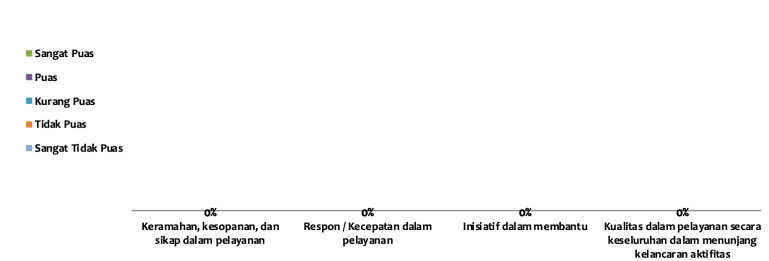 Sangat Puas
Puas
Kurang Puas
Tidak Puas
Sangat Tidak Puas
0% 0% 0% 0%
Keramahan, kesopanan, dan
sikap dalam pelayanan
Respon / Kecepatan dalam
pelayanan
Inisiatif dalam membantu
Kualitas dalam pelayanan secara
keseluruhan dalam menunjang
kelancaran aktifitas